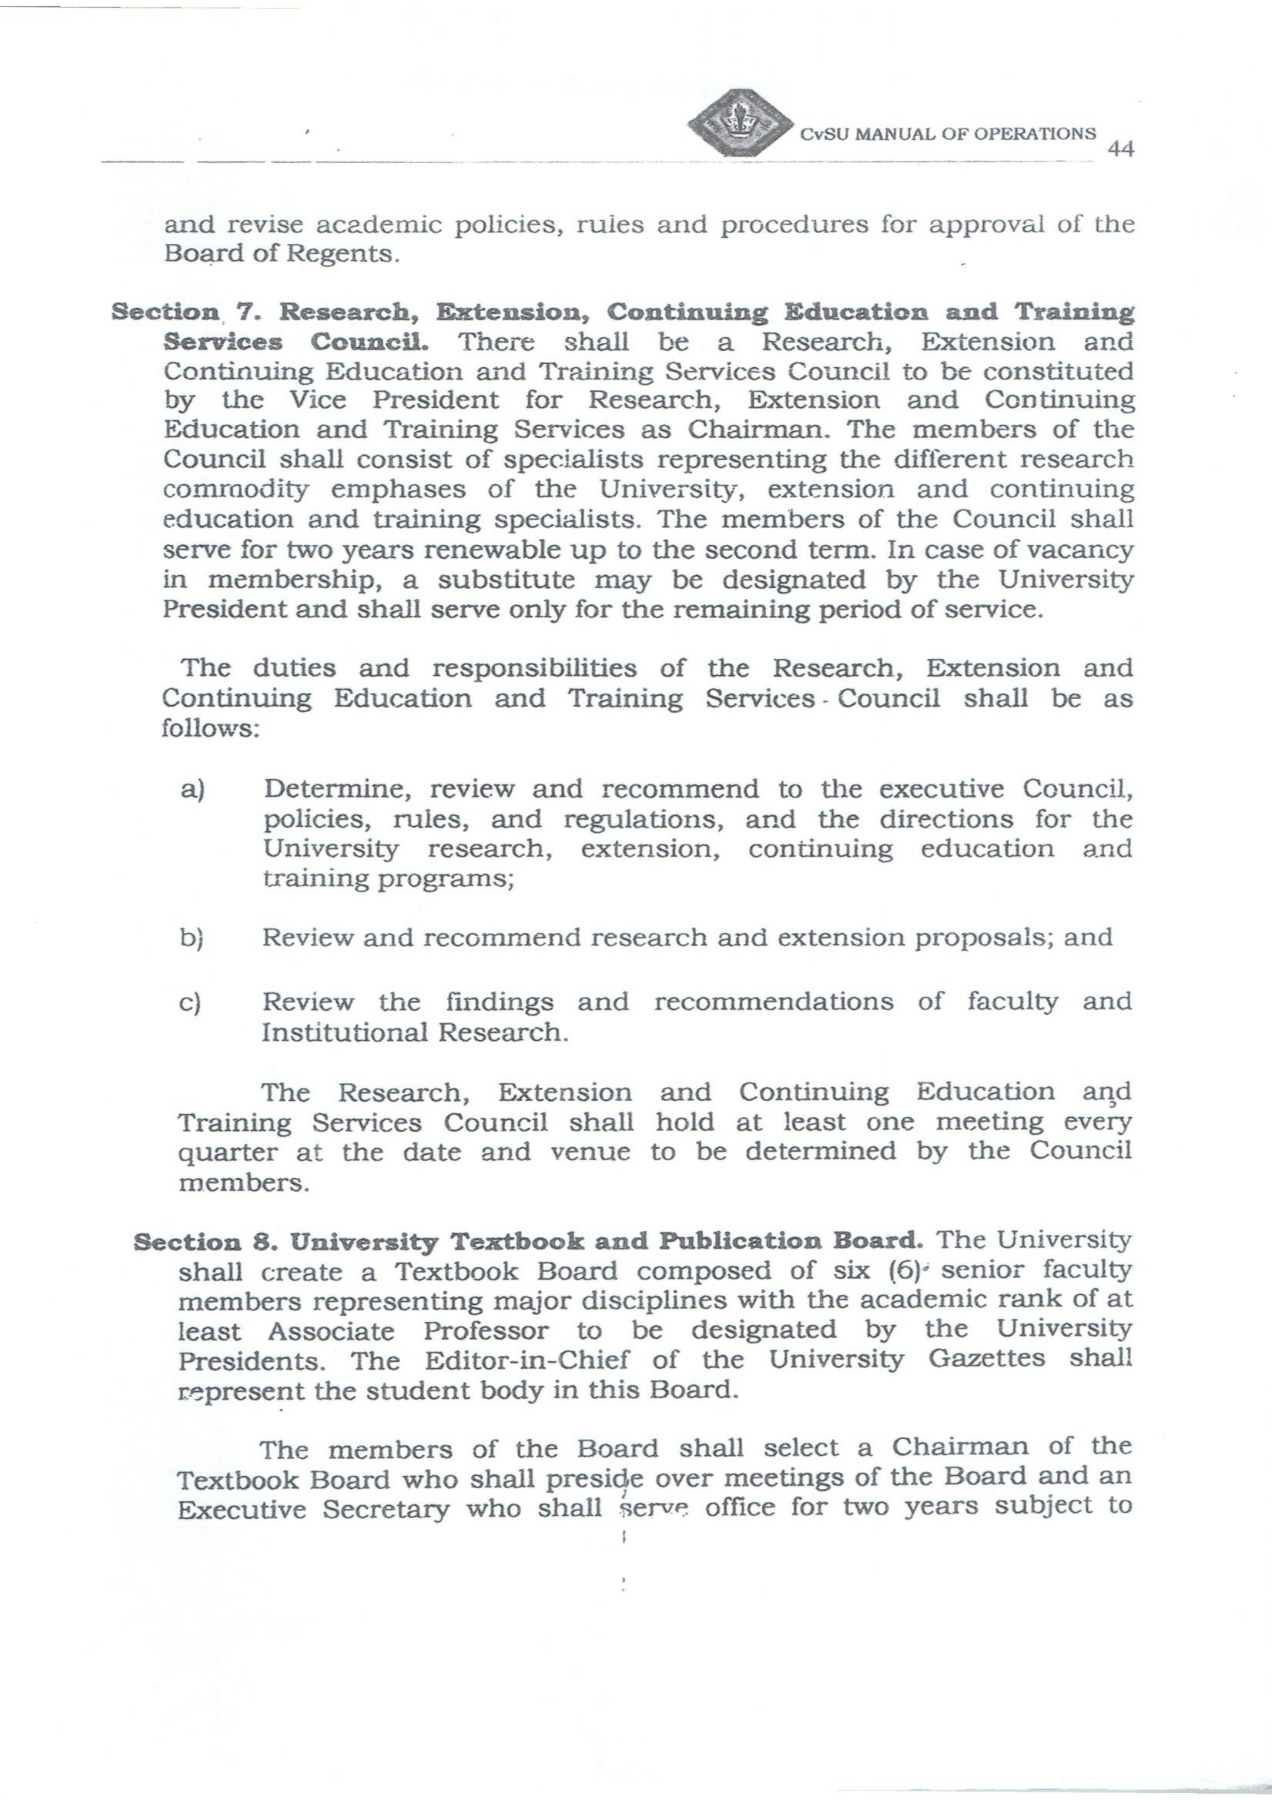 CvSU MANUAL OF OPERATIONS
44
and revise academic policies, rules and procedures for approval of the
Board of Regents.
Section 7. Research, Extension, Continuing Education and Training
Services Council. There shall be a Research, Extension and
Continuing Education and Training Services Council to be constituted
by the Vice President for Research, Extension and Continuing
Education and Training Services as Chairman. The members of the
Council shall consist of specialists representing the different research
commodity emphases of the University, extension and continuing
education and training specialists. The members of the Council shall
serve for two years renewable up to the second term. In case of vacancy
in membership, a substitute may be designated by the University
President and shall serve only for the remaining period of service.
The duties and responsibilities of the Research, Extension and
Continuing Education and Training Services Council shall be as
follows:
a) Determine, review and recommend to the executive Council,
policies, rules, and regulations, and the directions for the
University research, extension, continuing education and
training programs;
b) Review and recommend research and extension proposals; and
c) Review the findings and recommendations of faculty and
Institutional Research.
The Research, Extension and Continuing Education and
Training Services Council shall hold at least one meeting every
quarter at the date and venue to be determined by the Council
members.
Section 8. University Textbook and Publication Board. The University
shall create a Textbook Board composed of six (6) senior faculty
members representing major disciplines with the academic rank of at
least Associate Professor to be designated by the University
Presidents. The Editor-in-Chief of the University Gazettes shall
represent the student body in this Board.
The members of the Board shall select a Chairman of the
Textbook Board who shall preside over meetings of the Board and an
Executive Secretary who shall serve office for two years subject to